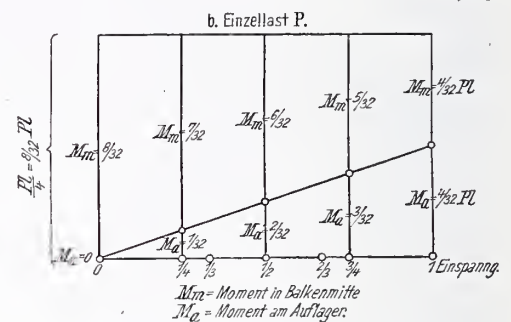 b. Einzellast P.
Pl/4 = 8/32 Pl
Mm=8/32
Mm=7/32
Mm=6/32
Mm=5/32
Mm=4/32 Pl
Ma=0
Ma=1/32
Ma=2/32
Ma=3/32
Ma=4/32 Pl
0 1/4 1/3 1/2 2/3 3/4 1 Einspanng.
Mm = Moment in Balkenmitte
Ma = Moment am Auflager.